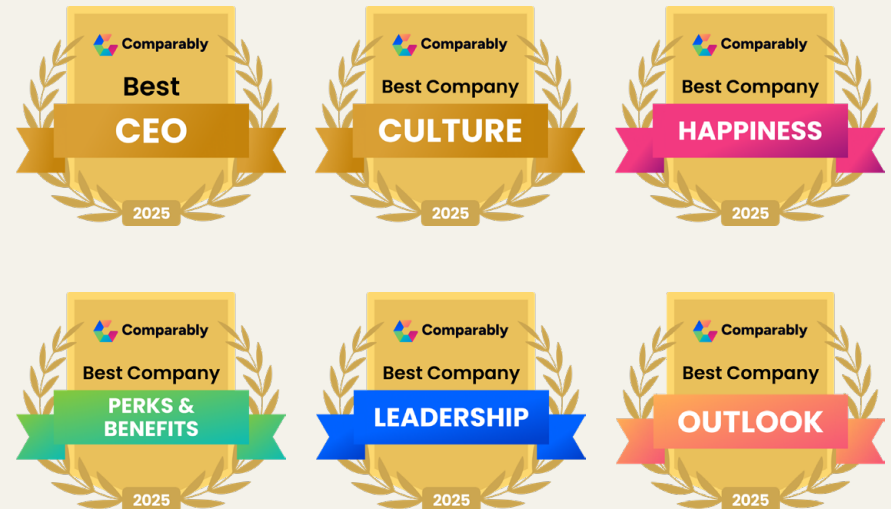 Comparably
Best
CEO
2025
Comparably
Best Company
CULTURE
2025
Comparably
Best Company
HAPPINESS
2025
Comparably
Best Company
PERKS &
BENEFITS
2025
Comparably
Best Company
LEADERSHIP
2025
Comparably
Best Company
OUTLOOK
2025